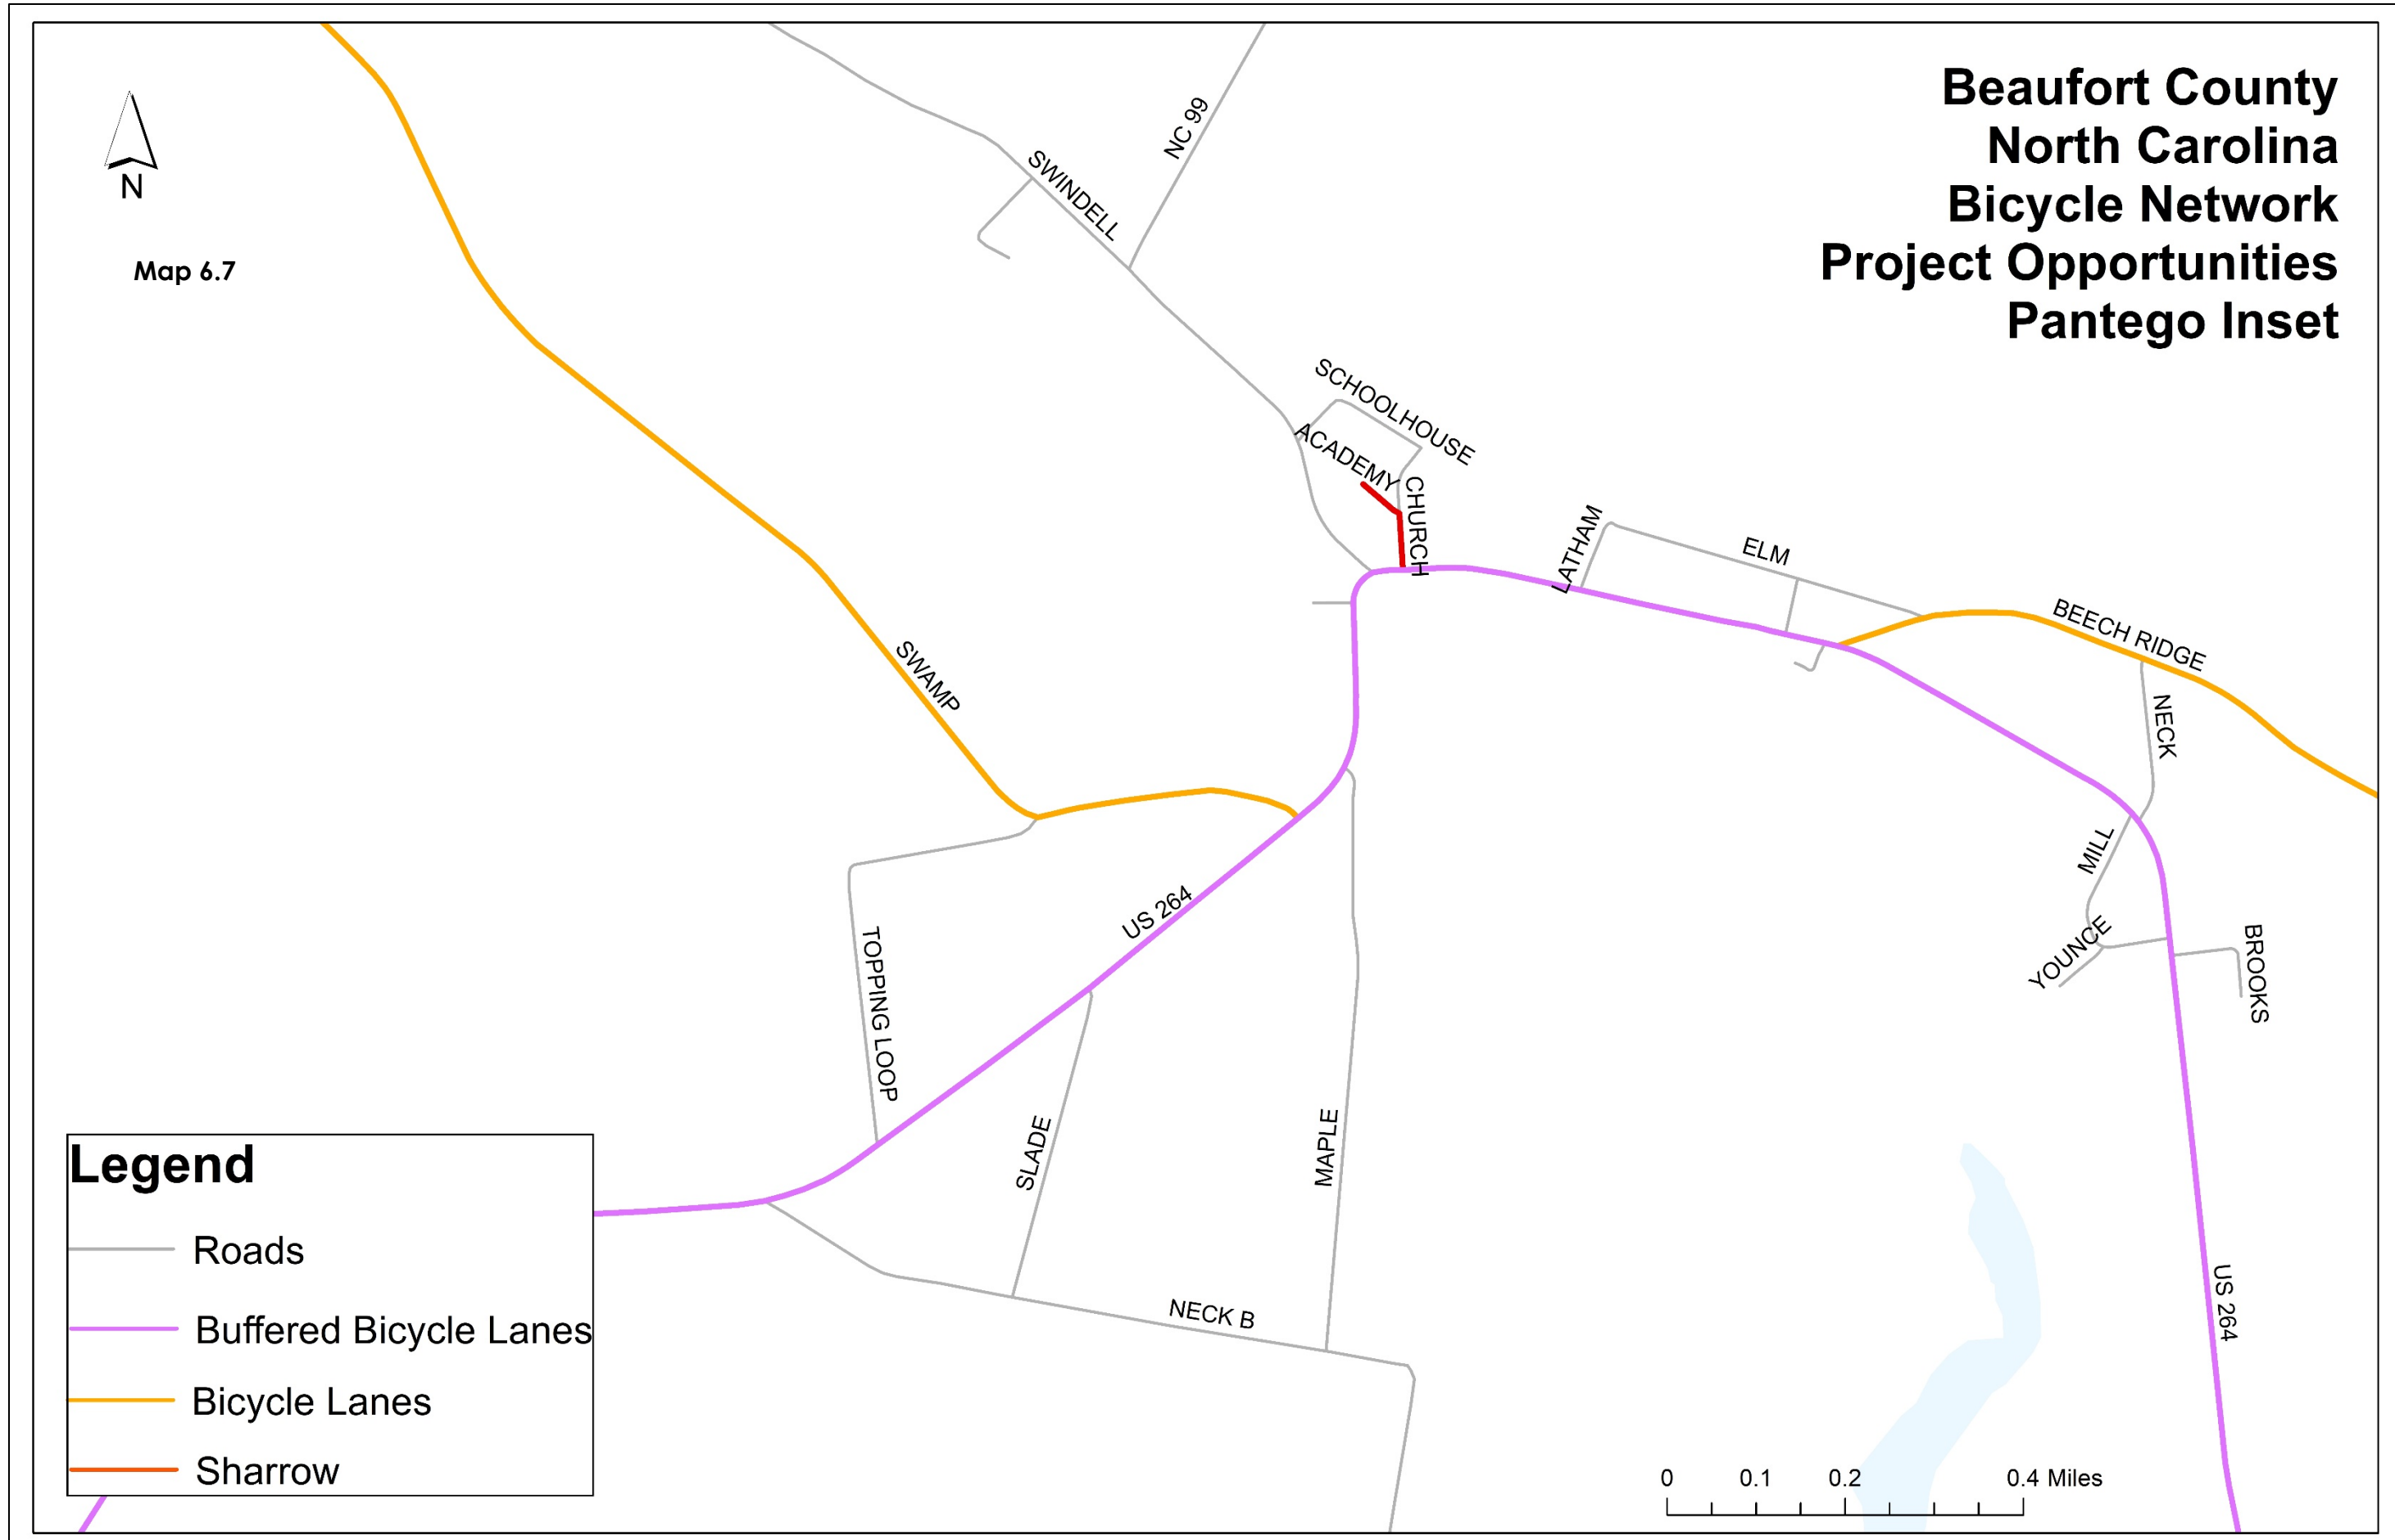 Beaufort County
North Carolina
Bicycle Network
Project Opportunities
Pantego Inset
N
Map 6.7
NC 99
SWINDELL
SCHOOLHOUSE
ACADEMY
CHURCH
LATHAM
ELM
BEECH RIDGE
SWAMP
NECK
MILL
US 264
YOUNCE
BROOKS
TOPPING LOOP
SLADE
MAPLE
NECK B
US 264
Legend
Roads
Buffered Bicycle Lanes
Bicycle Lanes
Sharrow
0 0.1 0.2 0.4 Miles